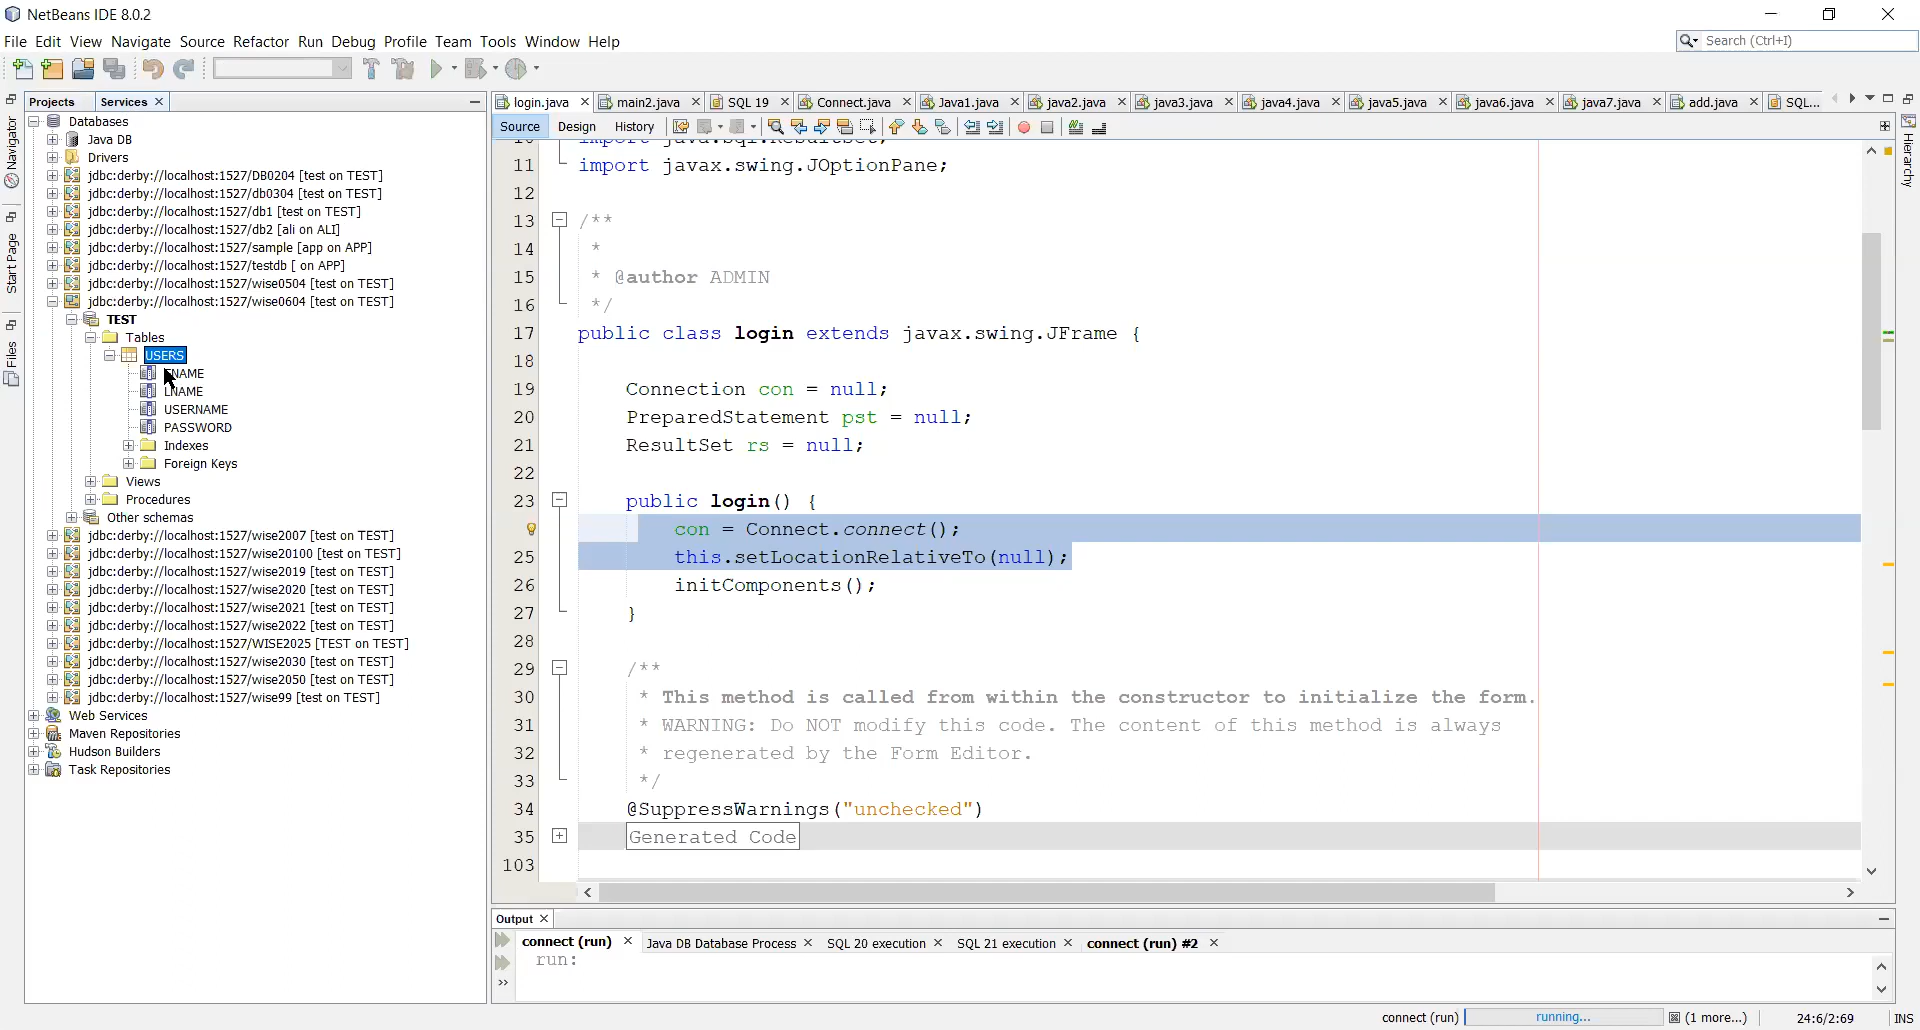 NetBeans IDE 8.0.2
File Edit View Navigate Source Refactor Run Debug Profile Team Tools Window Help
Search (Ctrl+I)
Projects Services
Navigator
Start Page
Files
Databases
Java DB
Drivers
jdbc:derby://localhost:1527/DB0204 [test on TEST]
jdbc:derby://localhost:1527/db0304 [test on TEST]
jdbc:derby://localhost:1527/db1 [test on TEST]
jdbc:derby://localhost:1527/db2 [ali on ALI]
jdbc:derby://localhost:1527/sample [app on APP]
jdbc:derby://localhost:1527/testdb [ on APP]
jdbc:derby://localhost:1527/wise0504 [test on TEST]
jdbc:derby://localhost:1527/wise0604 [test on TEST]
TEST
Tables
USERS
FNAME
LNAME
USERNAME
PASSWORD
Indexes
Foreign Keys
Views
Procedures
Other schemas
jdbc:derby://localhost:1527/wise2007 [test on TEST]
jdbc:derby://localhost:1527/wise20100 [test on TEST]
jdbc:derby://localhost:1527/wise2019 [test on TEST]
jdbc:derby://localhost:1527/wise2020 [test on TEST]
jdbc:derby://localhost:1527/wise2021 [test on TEST]
jdbc:derby://localhost:1527/wise2022 [test on TEST]
jdbc:derby://localhost:1527/WISE2025 [TEST on TEST]
jdbc:derby://localhost:1527/wise2030 [test on TEST]
jdbc:derby://localhost:1527/wise2050 [test on TEST]
jdbc:derby://localhost:1527/wise99 [test on TEST]
Web Services
Maven Repositories
Hudson Builders
Task Repositories
login.java main2.java SQL 19 Connect.java Java1.java java2.java java3.java java4.java java5.java java6.java java7.java add.java SQL...
Source Design History
Hierarchy
10 import java.sql.ResultSet;
11 import javax.swing.JOptionPane;
12
13 /**
14 *
15 * @author ADMIN
16 */
17 public class login extends javax.swing.JFrame {
18
19 Connection con = null;
20 PreparedStatement pst = null;
21 ResultSet rs = null;
22
23 public login() {
con = Connect.connect();
25 this.setLocationRelativeTo(null);
26 initComponents();
27 }
28
29 /**
30 * This method is called from within the constructor to initialize the form.
31 * WARNING: Do NOT modify this code. The content of this method is always
32 * regenerated by the Form Editor.
33 */
34 @SuppressWarnings("unchecked")
35 Generated Code
103
Output
connect (run) Java DB Database Process SQL 20 execution SQL 21 execution connect (run) #2
run:
connect (run) running... (1 more...) 24:6/2:69 INS